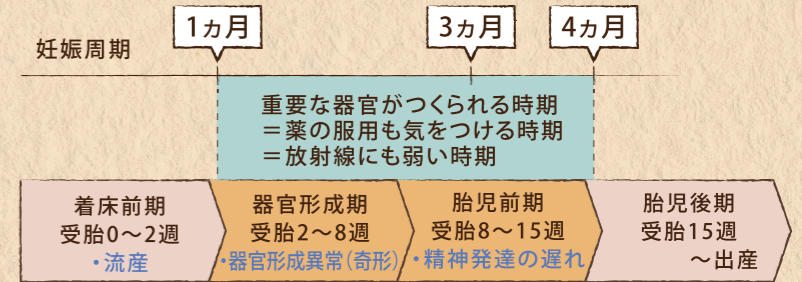 1ヵ月
3ヵ月
4ヵ月
妊娠周期
重要な器官がつくられる時期
＝薬の服用も気をつける時期
＝放射線にも弱い時期
着床前期
受胎0〜2週
・流産
器官形成期
受胎2〜8週
・器官形成異常（奇形）
胎児前期
受胎8〜15週
・精神発達の遅れ
胎児後期
受胎15週
〜出産